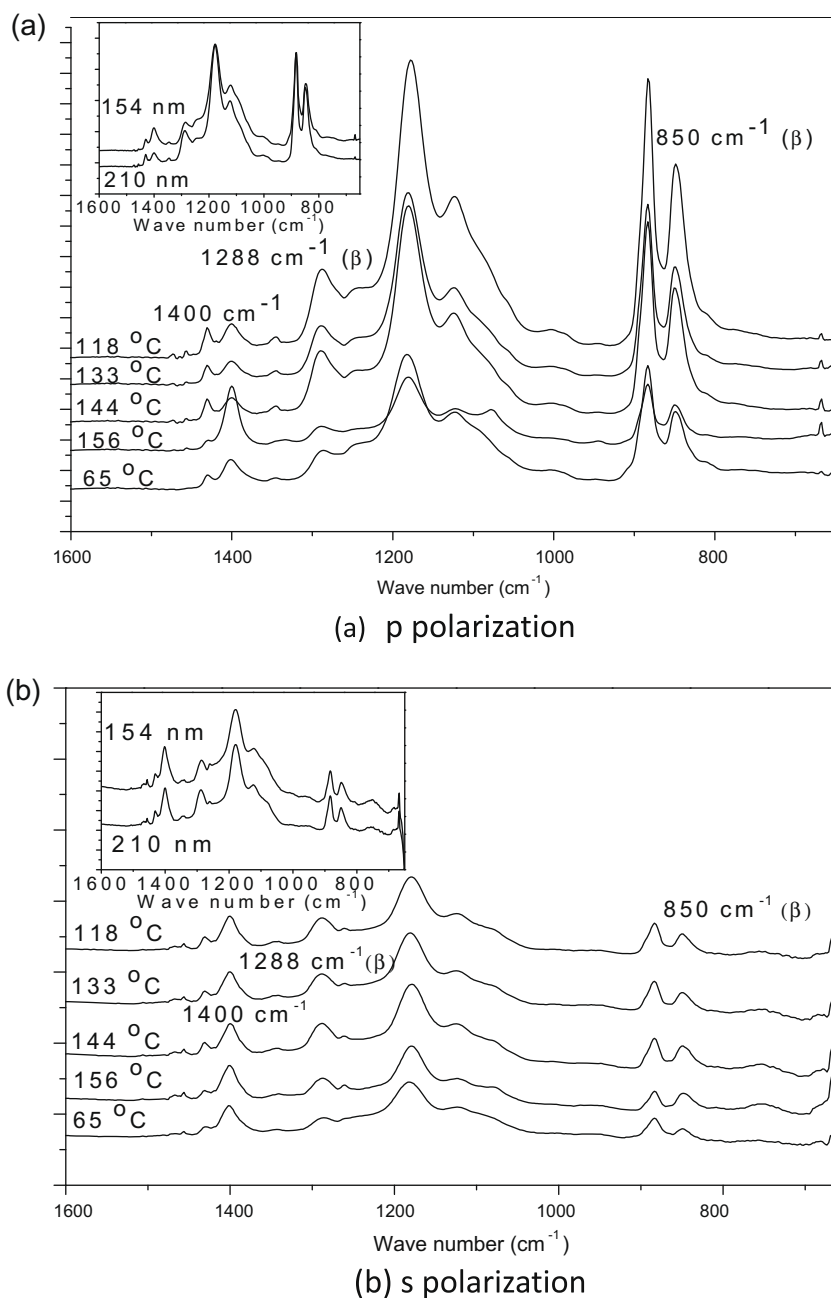 (a)
154 nm
210 nm
1600 1400 1200 1000 800
Wave number (cm-1)
850 cm-1 (β)
1288 cm-1 (β)
1400 cm-1
118 oC
133 oC
144 oC
156 oC
65 oC
1600 1400 1200 1000 800
Wave number (cm-1)
(a) p polarization
(b)
154 nm
210 nm
1600 1400 1200 1000 800
Wave number (cm-1)
850 cm-1 (β)
118 oC
1288 cm-1(β)
133 oC
1400 cm-1
144 oC
156 oC
65 oC
1600 1400 1200 1000 800
Wave number (cm-1)
(b) s polarization